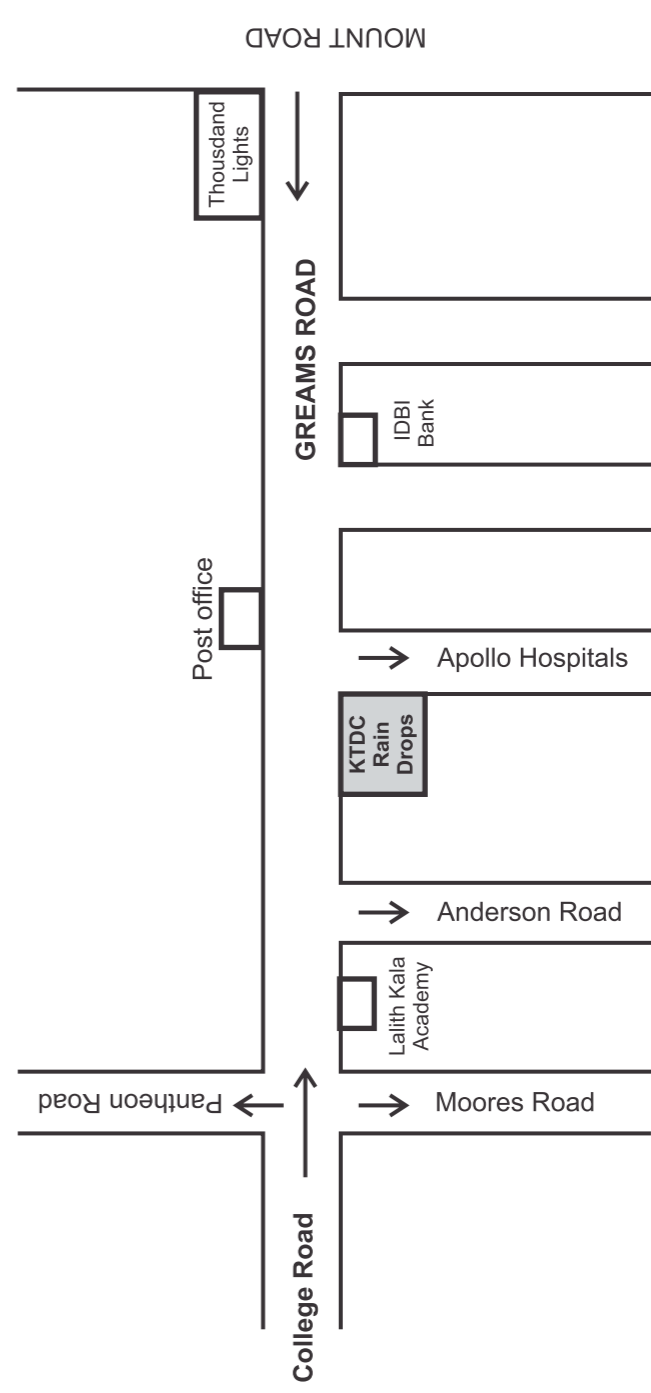 MOUNT ROAD
Thousdand
Lights
GREAMS ROAD
IDBI
Bank
Post office
Apollo Hospitals
KTDC
Rain
Drops
Anderson Road
Lalith Kala
Academy
Pantheon Road
Moores Road
College Road